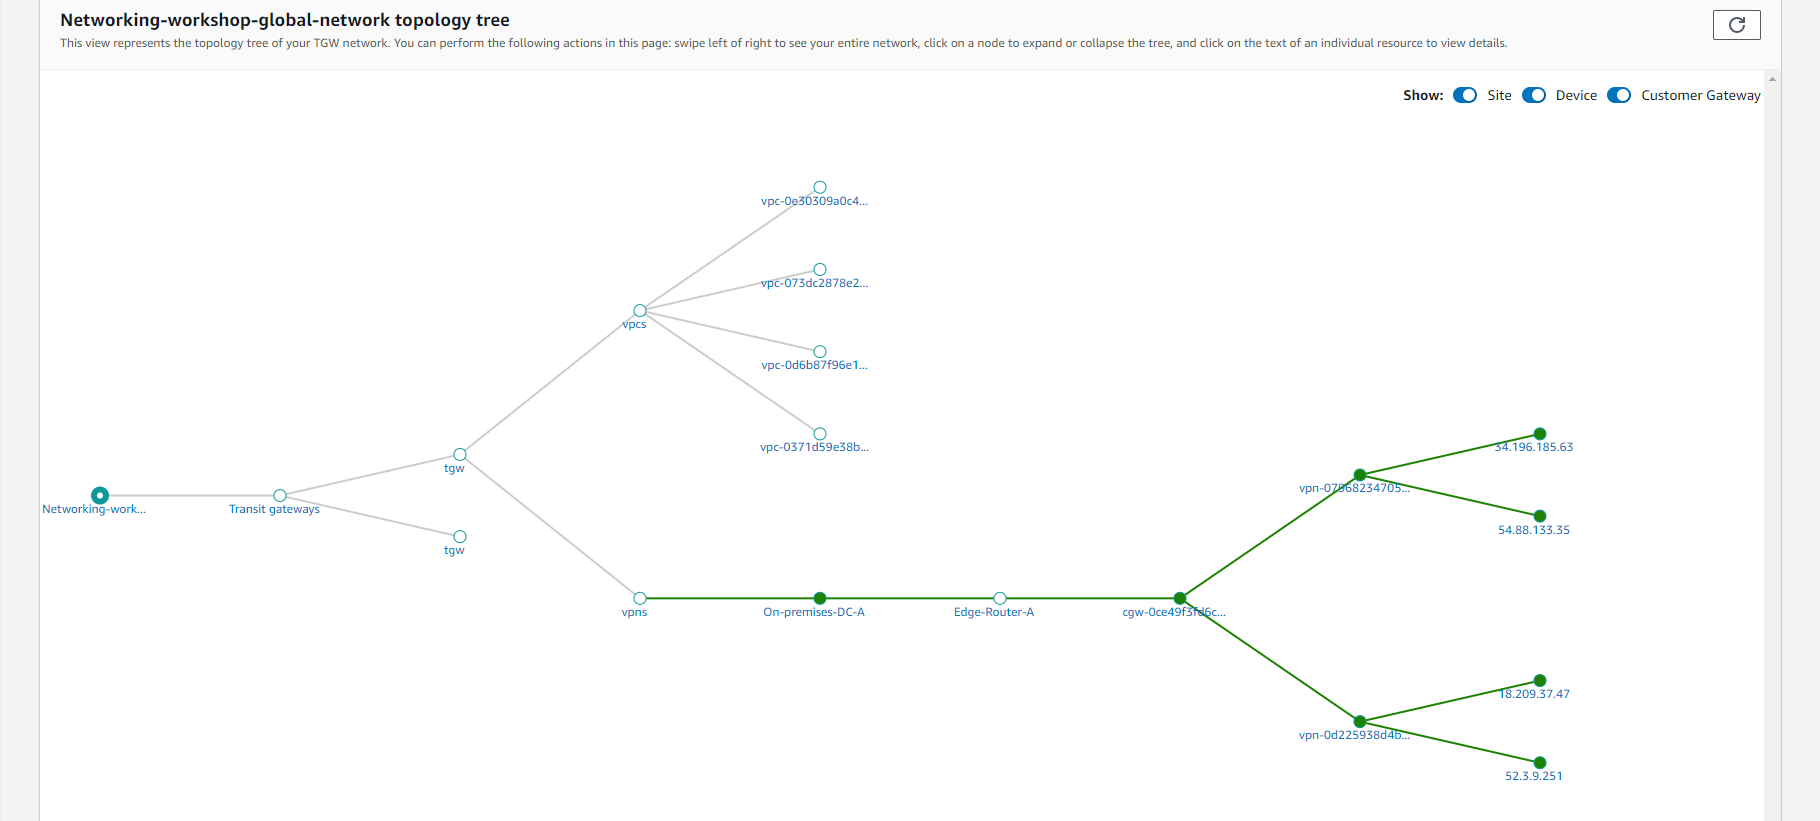 Networking-workshop-global-network topology tree
This view represents the topology tree of your TGW network. You can perform the following actions in this page: swipe left of right to see your entire network, click on a node to expand or collapse the tree, and click on the text of an individual resource to view details.
Show: Site Device Customer Gateway
vpc-0e30309a0c4...
vpc-073dc2878e2...
vpcs
vpc-0d6b87f96e1...
vpc-0371d59e38b...
34.196.185.63
tgw
vpn-07968234705...
Networking-work...
Transit gateways
54.88.133.35
tgw
vpns
On-premises-DC-A
Edge-Router-A
cgw-0ce49f3fd6c...
18.209.37.47
vpn-0d225938d4b...
52.3.9.251